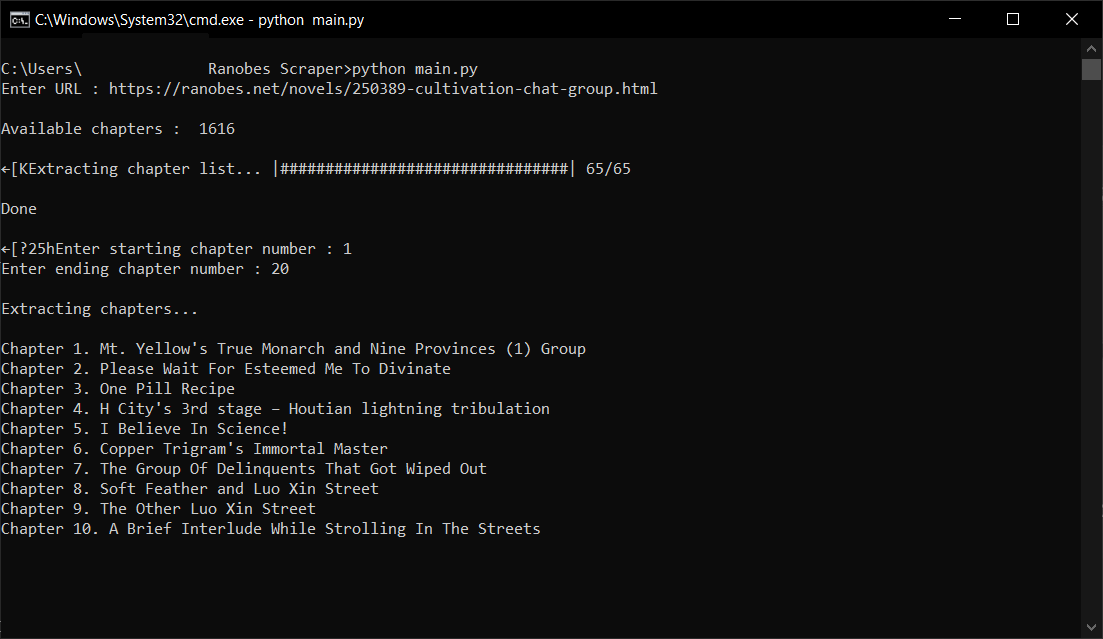 C:\Windows\System32\cmd.exe - python  main.py
C:\Users\              Ranobes Scraper>python main.py
Enter URL : https://ranobes.net/novels/250389-cultivation-chat-group.html
Available chapters :  1616
←[KExtracting chapter list... |################################| 65/65
Done
←[?25hEnter starting chapter number : 1
Enter ending chapter number : 20
Extracting chapters...
Chapter 1. Mt. Yellow's True Monarch and Nine Provinces (1) Group
Chapter 2. Please Wait For Esteemed Me To Divinate
Chapter 3. One Pill Recipe
Chapter 4. H City's 3rd stage – Houtian lightning tribulation
Chapter 5. I Believe In Science!
Chapter 6. Copper Trigram's Immortal Master
Chapter 7. The Group Of Delinquents That Got Wiped Out
Chapter 8. Soft Feather and Luo Xin Street
Chapter 9. The Other Luo Xin Street
Chapter 10. A Brief Interlude While Strolling In The Streets